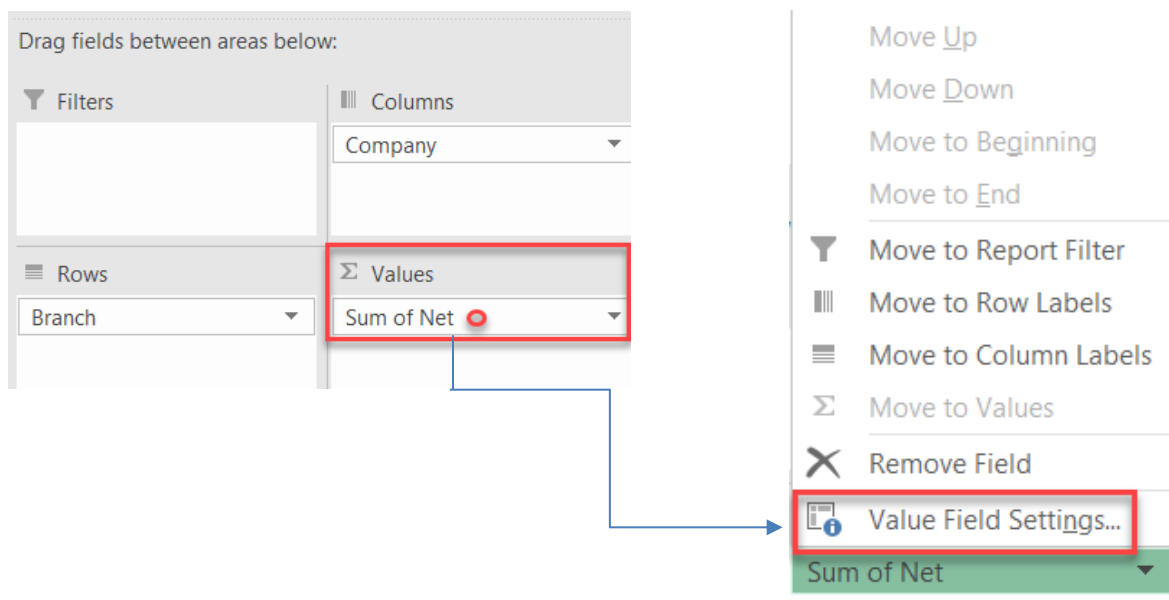 Drag fields between areas below:
Filters
Columns
Company
Rows
Σ Values
Branch
Sum of Net
Move Up
Move Down
Move to Beginning
Move to End
Move to Report Filter
Move to Row Labels
Move to Column Labels
Σ Move to Values
Remove Field
Value Field Settings...
Sum of Net